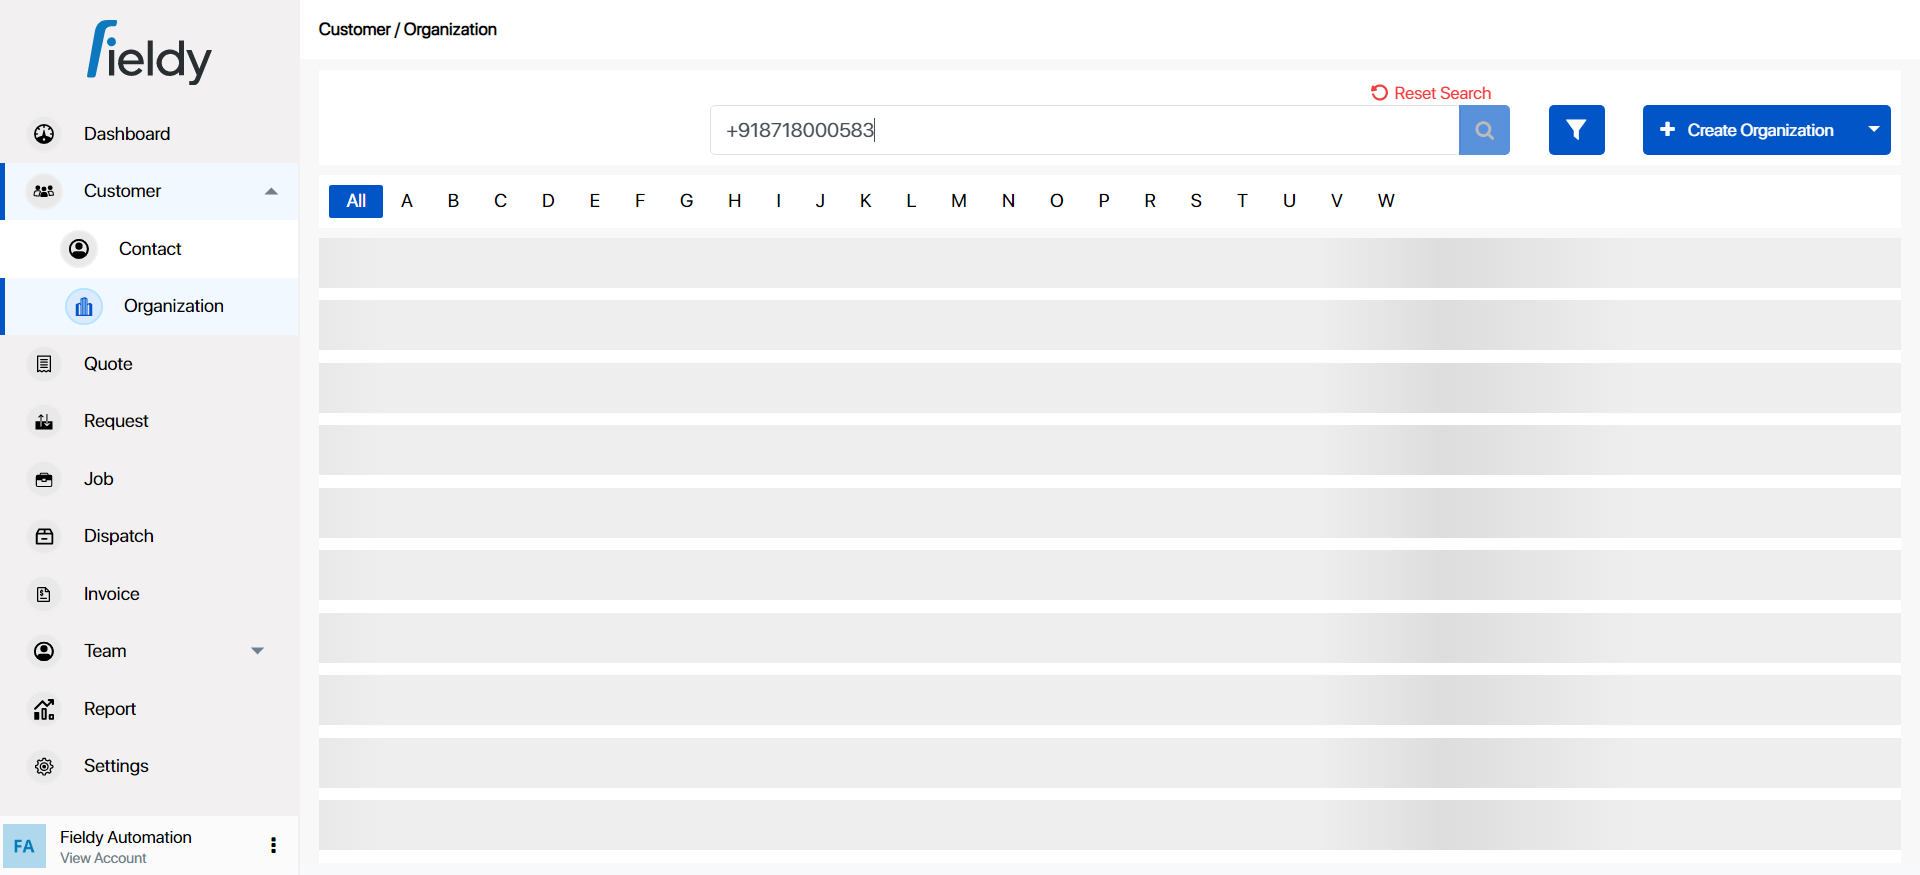 fieldy
Customer / Organization
Dashboard
Customer
Contact
Organization
Quote
Request
Job
Dispatch
Invoice
Team
Report
Settings
FA
Fieldy Automation
View Account
Reset Search
+918718000583
Create Organization
All A B C D E F G H I J K L M N O P R S T U V W